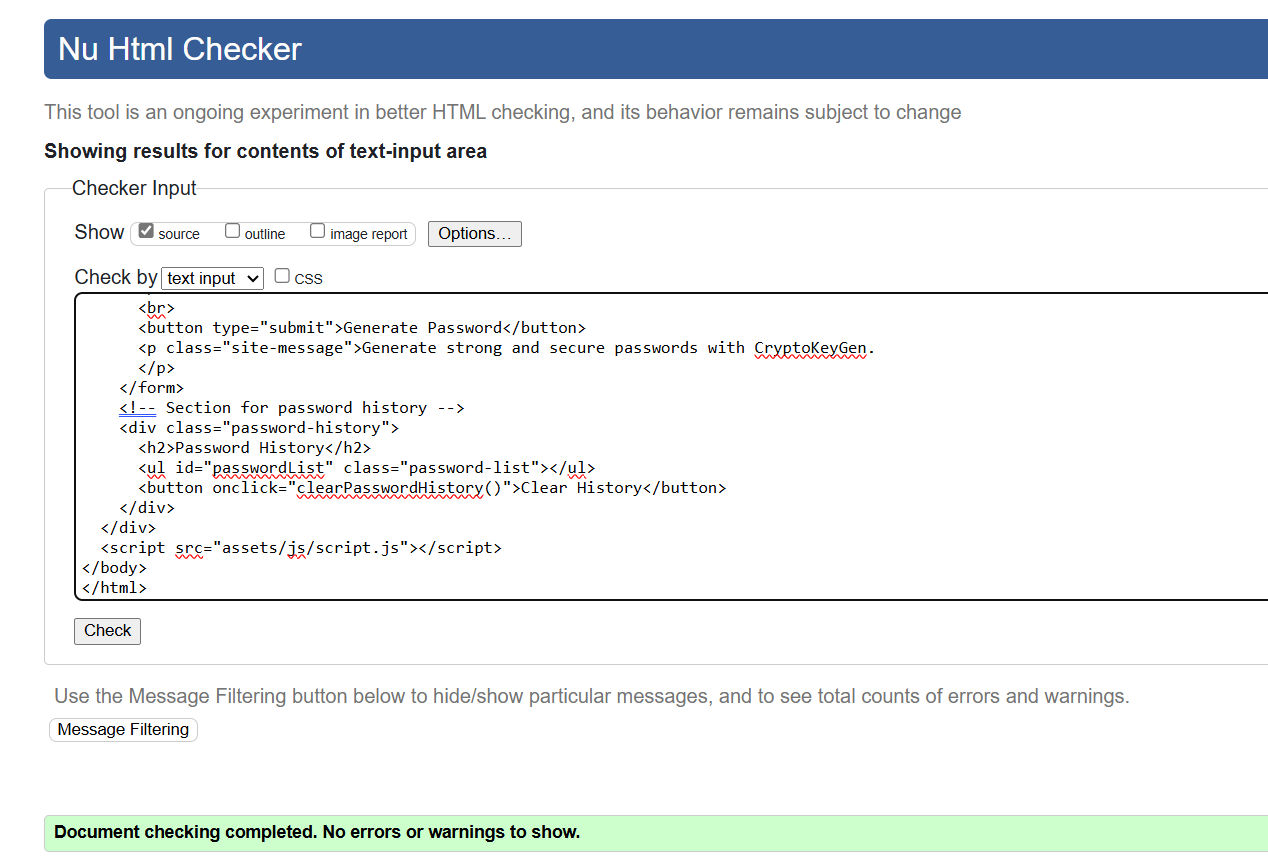 Nu Html Checker
This tool is an ongoing experiment in better HTML checking, and its behavior remains subject to change
Showing results for contents of text-input area
Checker Input
Show source outline image report Options...
Check by text input CSS
<br>
<button type="submit">Generate Password</button>
<p class="site-message">Generate strong and secure passwords with CryptoKeyGen.
</p>
</form>
<!-- Section for password history -->
<div class="password-history">
<h2>Password History</h2>
<ul id="passwordList" class="password-list"></ul>
<button onclick="clearPasswordHistory()">Clear History</button>
</div>
</div>
<script src="assets/js/script.js"></script>
</body>
</html>
Check
Use the Message Filtering button below to hide/show particular messages, and to see total counts of errors and warnings.
Message Filtering
Document checking completed. No errors or warnings to show.